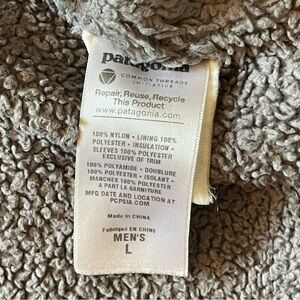 patagonia
COMMON THREADS
INITIATIVE
Repair, Reuse, Recycle
This Product
www.patagonia.com
100% NYLON • LINING 100%
POLYESTER • INSULATION •
SLEEVES 100% POLYESTER
EXCLUSIVE OF TRIM
100% POLYAMIDE • DOUBLURE
100% POLYESTER • ISOLANT •
MANCHES 100% POLYESTER
A PART LA GARNITURE
MFG DATE AND LOCATION AT
PCPSIA.COM
Made in CHINA
Fabriqué EN CHINE
MEN'S
L